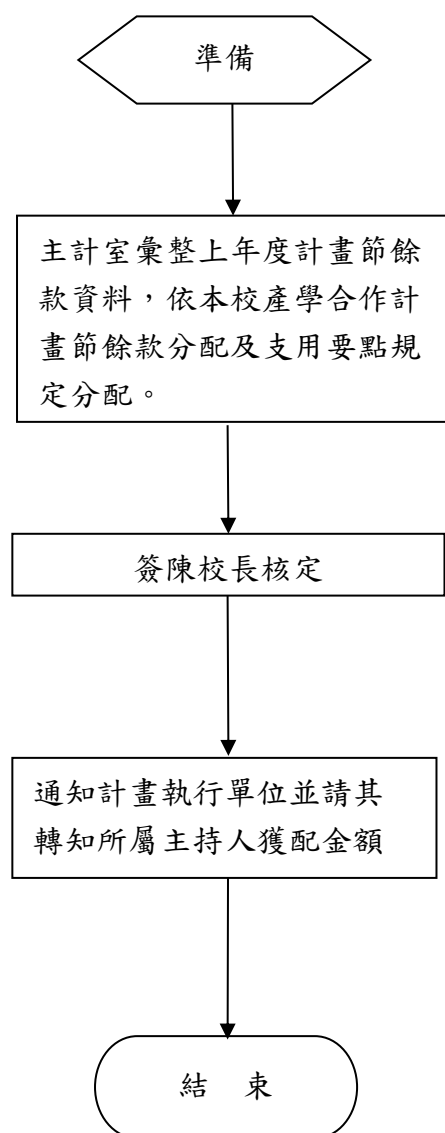 準備
主計室彙整上年度計畫節餘
款資料，依本校產學合作計
畫節餘款分配及支用要點規
定分配。
簽陳校長核定
通知計畫執行單位並請其
轉知所屬主持人獲配金額
結 束